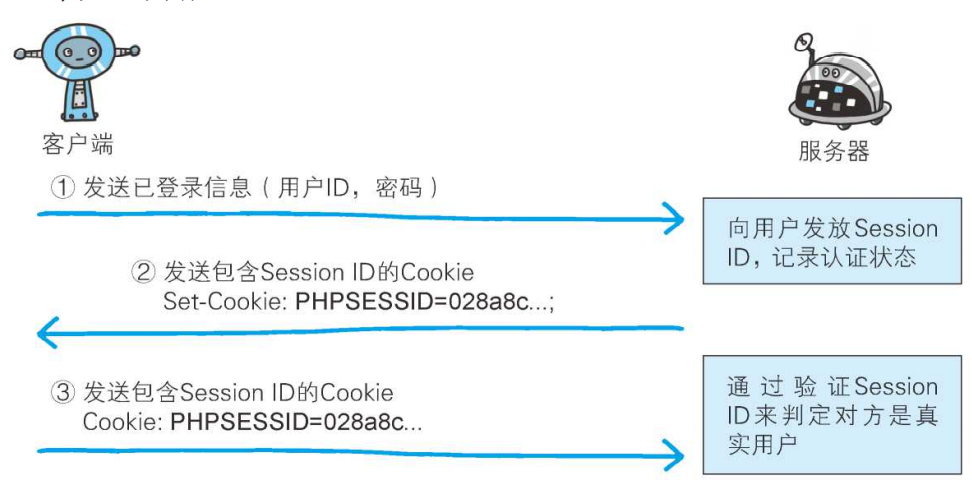 客户端
服务器
① 发送已登录信息（用户ID，密码）
向用户发放Session
ID，记录认证状态
② 发送包含Session ID的Cookie
Set-Cookie: PHPSESSID=028a8c...;
③ 发送包含Session ID的Cookie
Cookie: PHPSESSID=028a8c...
通过验证Session
ID来判定对方是真
实用户